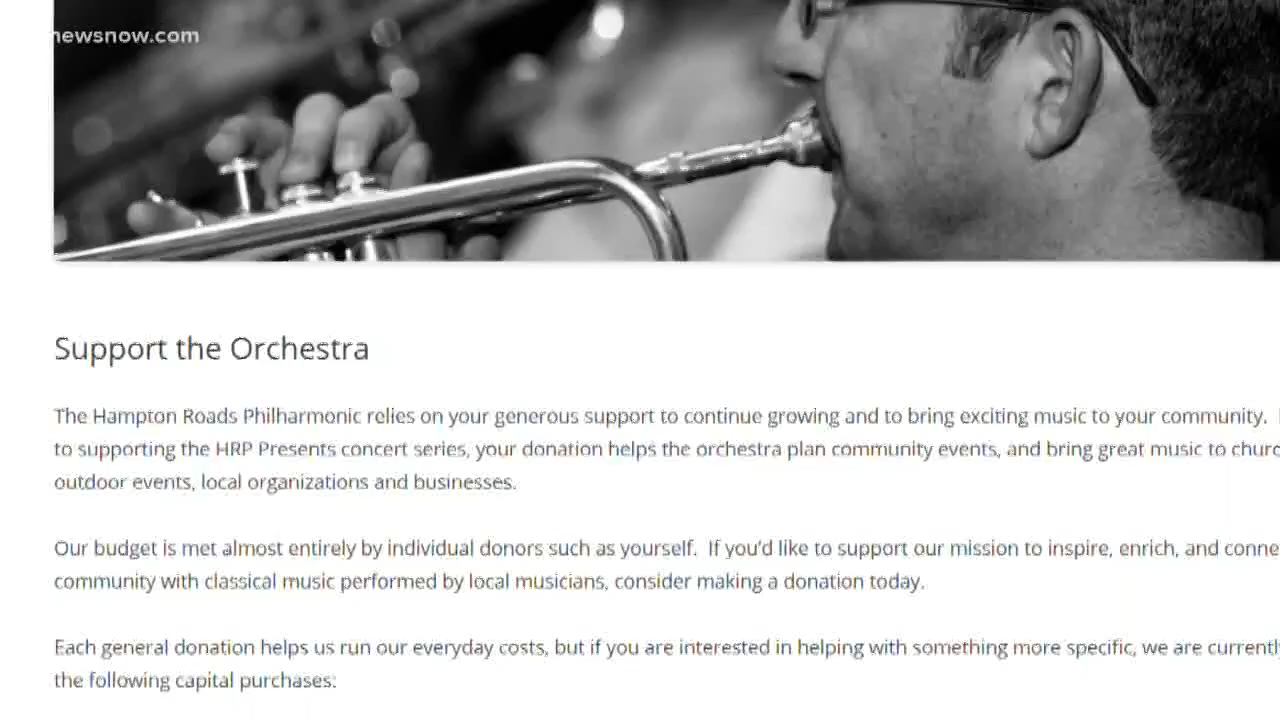 newsnow.com
Support the Orchestra
The Hampton Roads Philharmonic relies on your generous support to continue growing and to bring exciting music to your community.
to supporting the HRP Presents concert series, your donation helps the orchestra plan community events, and bring great music to
outdoor events, local organizations and businesses.
Our budget is met almost entirely by individual donors such as yourself. If you'd like to support our mission to inspire, enrich, and
community with classical music performed by local musicians, consider making a donation today.
Each general donation helps us run our everyday costs, but if you are interested in helping with something more specific, we are
the following capital purchases: